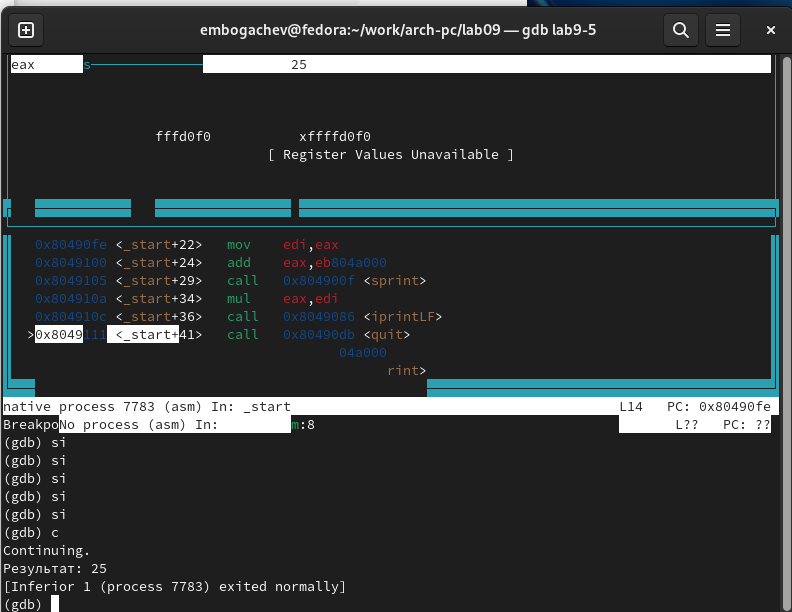 embogachev@fedora:~/work/arch-pc/lab09 — gdb lab9-5
eax s 25
fffd0f0 xffffd0f0
[ Register Values Unavailable ]
0x80490fe <_start+22> mov edi,eax
0x8049100 <_start+24> add eax,eb804a000
0x8049105 <_start+29> call 0x804900f <sprint>
0x804910a <_start+34> mul eax,edi
0x804910c <_start+36> call 0x8049086 <iprintLF>
>0x8049111 <_start+41> call 0x80490db <quit>
04a000
rint>
native process 7783 (asm) In: _start L14 PC: 0x80490fe
BreakpoNo process (asm) In: m:8 L?? PC: ??
(gdb) si
(gdb) si
(gdb) si
(gdb) si
(gdb) si
(gdb) c
Continuing.
Результат: 25
[Inferior 1 (process 7783) exited normally]
(gdb)